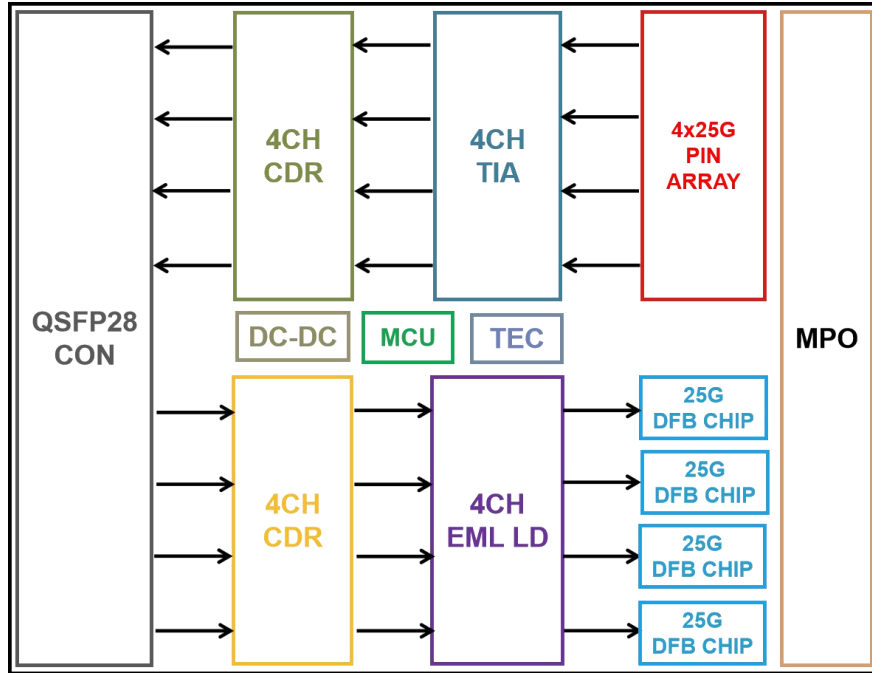 QSFP28
CON
4CH
CDR
4CH
TIA
4x25G
PIN
ARRAY
MPO
DC-DC
MCU
TEC
4CH
CDR
4CH
EML LD
25G
DFB CHIP
25G
DFB CHIP
25G
DFB CHIP
25G
DFB CHIP